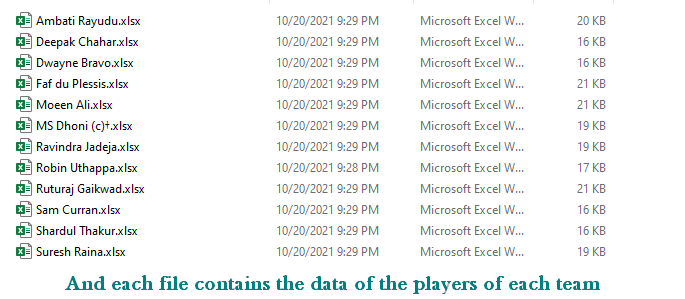 Ambati Rayudu.xlsx 10/20/2021 9:29 PM Microsoft Excel W... 20 KB
Deepak Chahar.xlsx 10/20/2021 9:29 PM Microsoft Excel W... 16 KB
Dwayne Bravo.xlsx 10/20/2021 9:29 PM Microsoft Excel W... 16 KB
Faf du Plessis.xlsx 10/20/2021 9:29 PM Microsoft Excel W... 21 KB
Moeen Ali.xlsx 10/20/2021 9:29 PM Microsoft Excel W... 21 KB
MS Dhoni (c)†.xlsx 10/20/2021 9:29 PM Microsoft Excel W... 19 KB
Ravindra Jadeja.xlsx 10/20/2021 9:29 PM Microsoft Excel W... 19 KB
Robin Uthappa.xlsx 10/20/2021 9:28 PM Microsoft Excel W... 17 KB
Ruturaj Gaikwad.xlsx 10/20/2021 9:29 PM Microsoft Excel W... 21 KB
Sam Curran.xlsx 10/20/2021 9:29 PM Microsoft Excel W... 16 KB
Shardul Thakur.xlsx 10/20/2021 9:29 PM Microsoft Excel W... 16 KB
Suresh Raina.xlsx 10/20/2021 9:29 PM Microsoft Excel W... 19 KB
And each file contains the data of the players of each team